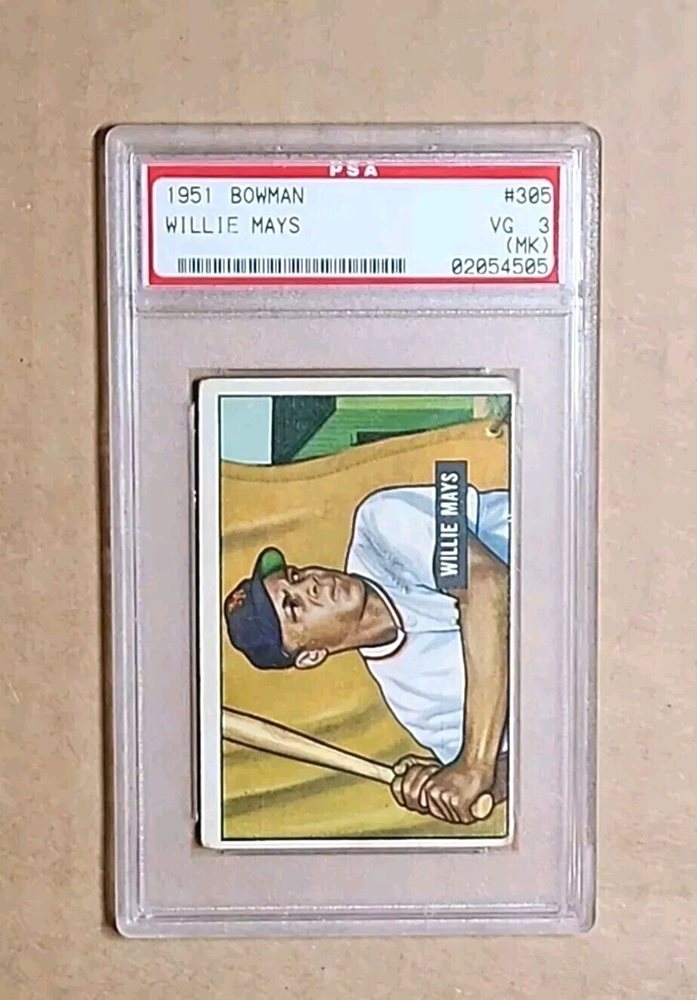 PSA
1951 BOWMAN #305
WILLIE MAYS VG 3
(MK)
02054505
WILLIE MAYS